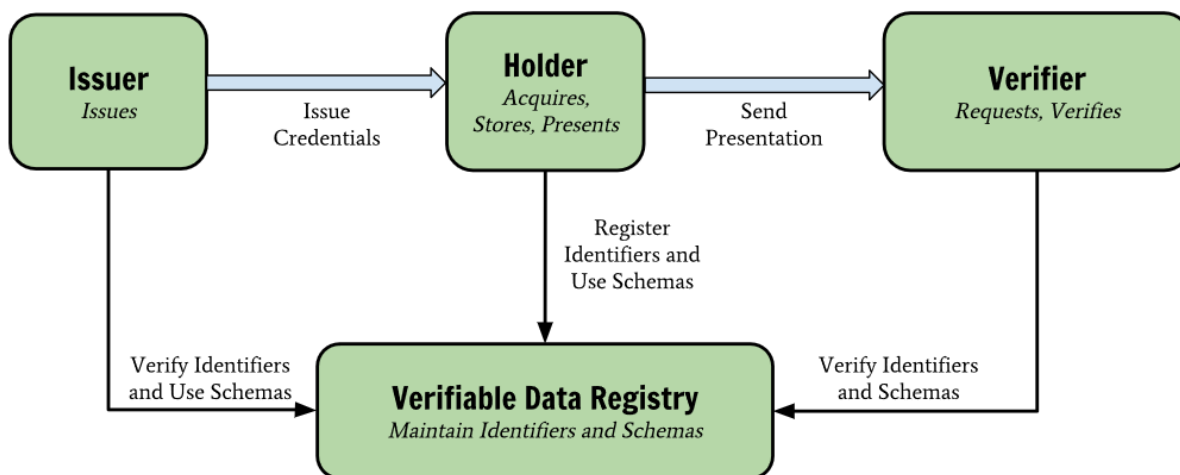 Issuer
Issues
Issue
Credentials
Holder
Acquires,
Stores, Presents
Send
Presentation
Verifier
Requests, Verifies
Register
Identifiers and
Use Schemas
Verify Identifiers
and Use Schemas
Verifiable Data Registry
Maintain Identifiers and Schemas
Verify Identifiers
and Schemas